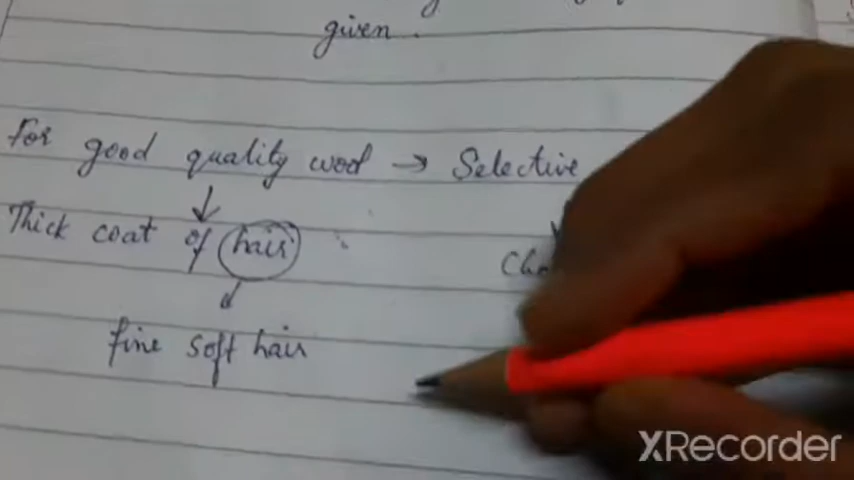 given.
For good quality wool → Selective
Thick coat of hair
fine soft hair
XRecorder